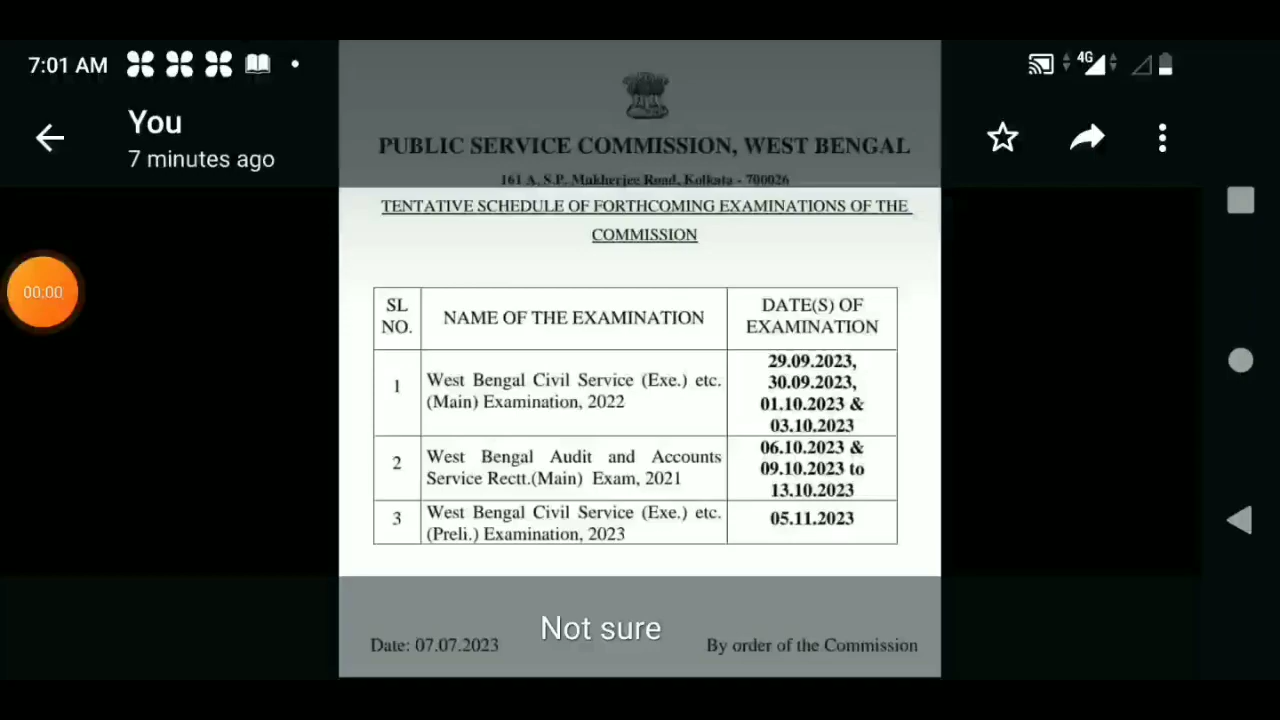 7:01 AM
4G
You
7 minutes ago
PUBLIC SERVICE COMMISSION, WEST BENGAL
161 A, S.P. Mukherjee Road, Kolkata - 700026
TENTATIVE SCHEDULE OF FORTHCOMING EXAMINATIONS OF THE
COMMISSION
00:00
SL
NO.
NAME OF THE EXAMINATION
DATE(S) OF
EXAMINATION
1
West Bengal Civil Service (Exe.) etc.
(Main) Examination, 2022
29.09.2023,
30.09.2023,
01.10.2023 &
03.10.2023
2
West Bengal Audit and Accounts
Service Rectt.(Main) Exam, 2021
06.10.2023 &
09.10.2023 to
13.10.2023
3
West Bengal Civil Service (Exe.) etc.
(Preli.) Examination, 2023
05.11.2023
Not sure
Date: 07.07.2023
By order of the Commission